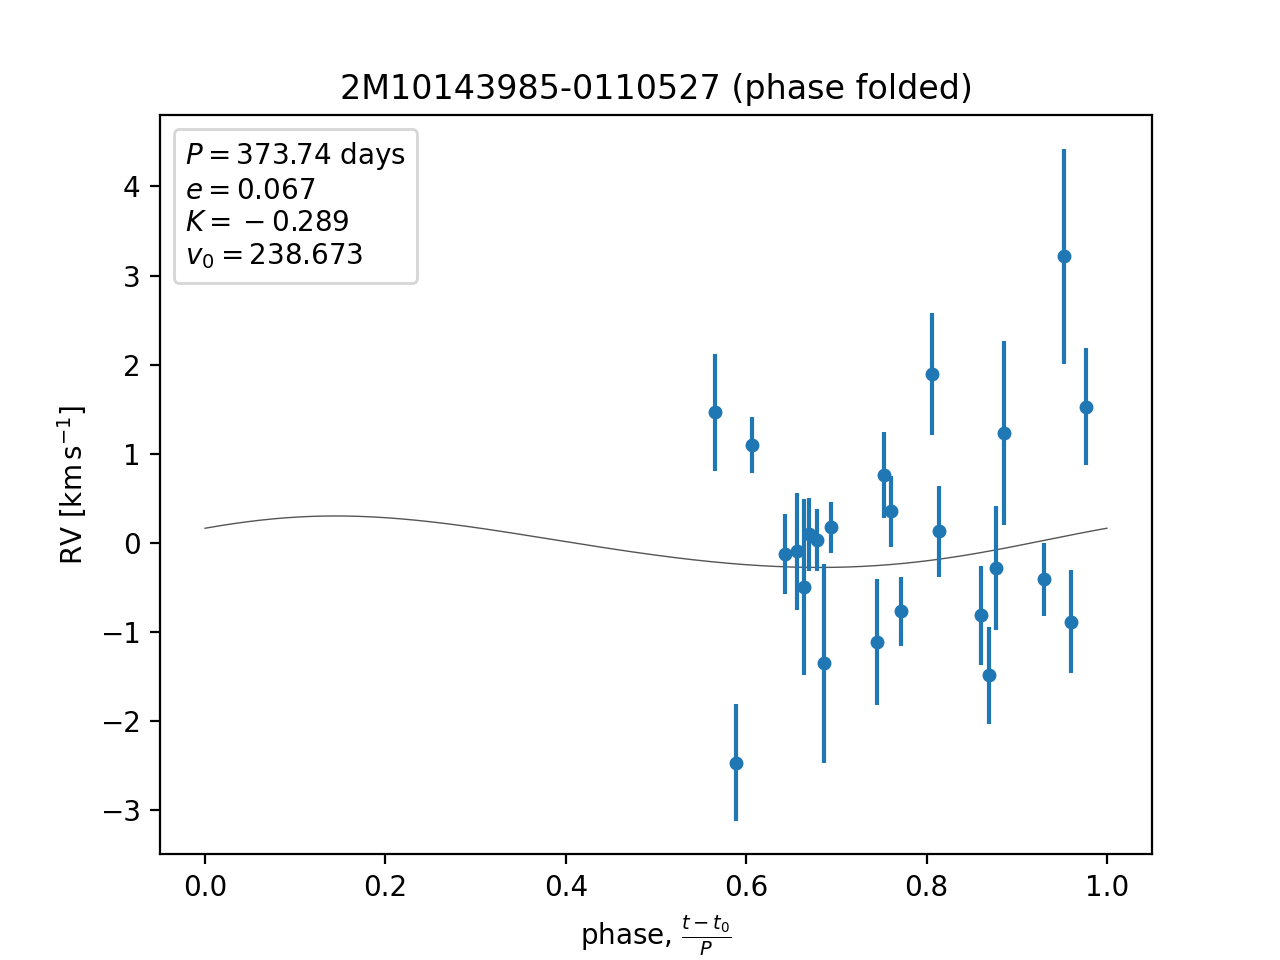 2M10143985-0110527 (phase folded)
P = 373.74 days
e = 0.067
K = −0.289
v₀ = 238.673
4
3
2
1
0
−1
−2
−3
RV [km s⁻¹]
0.0 0.2 0.4 0.6 0.8 1.0
phase, (t − t₀)/P